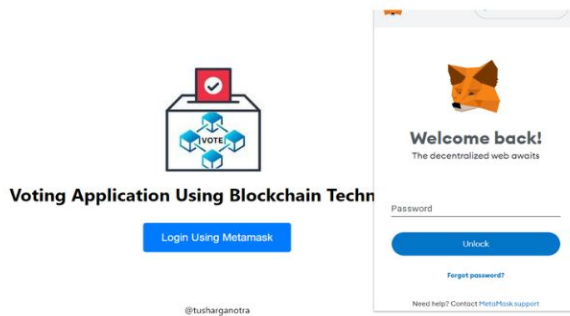 VOTE
Voting Application Using Blockchain Techn
Login Using Metamask
@tusharganotra
Welcome back!
The decentralized web awaits
Password
Unlock
Forgot password?
Need help? Contact MetaMask support